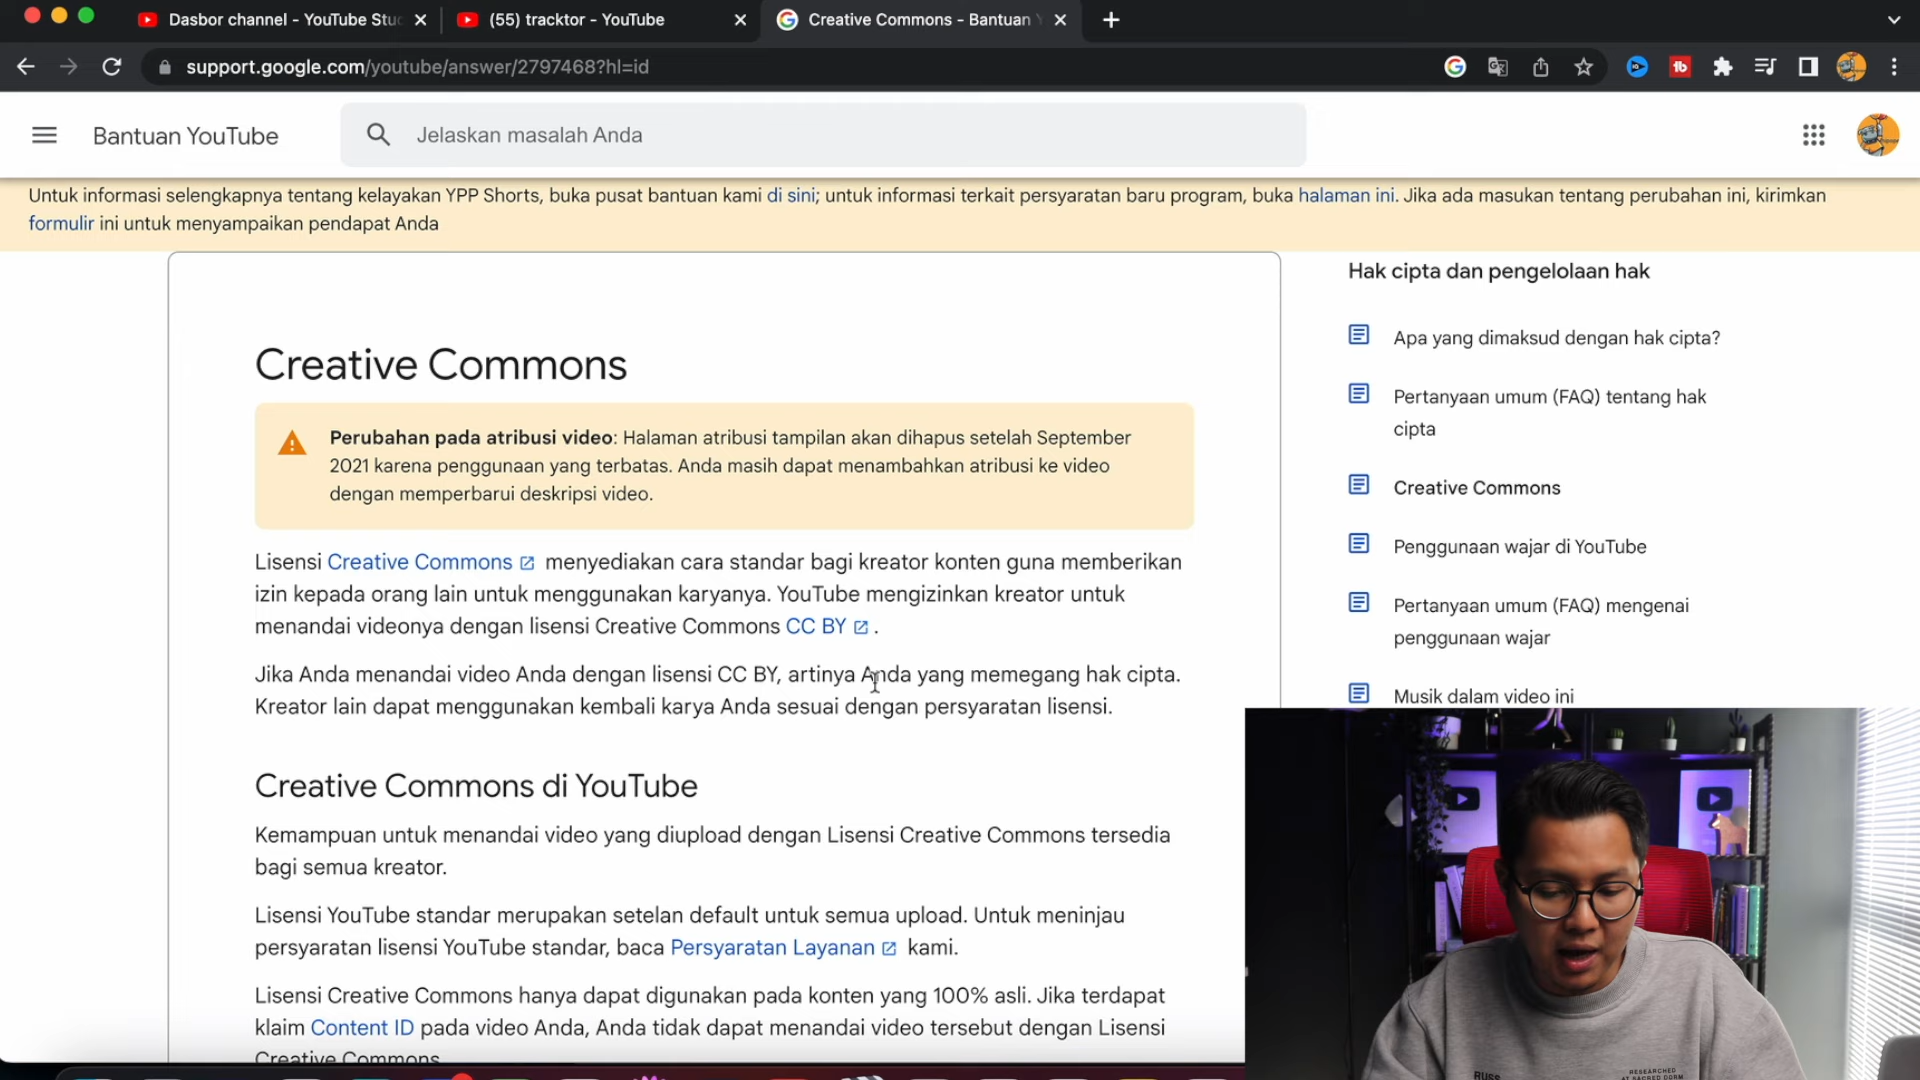 Dasbor channel - YouTube Stu
(55) tracktor - YouTube
Creative Commons - Bantuan Y
support.google.com/youtube/answer/2797468?hl=id
Bantuan YouTube
Jelaskan masalah Anda
Untuk informasi selengkapnya tentang kelayakan YPP Shorts, buka pusat bantuan kami di sini; untuk informasi terkait persyaratan baru program, buka halaman ini. Jika ada masukan tentang perubahan ini, kirimkan
formulir ini untuk menyampaikan pendapat Anda
Creative Commons
Perubahan pada atribusi video: Halaman atribusi tampilan akan dihapus setelah September
2021 karena penggunaan yang terbatas. Anda masih dapat menambahkan atribusi ke video
dengan memperbarui deskripsi video.
Lisensi Creative Commons menyediakan cara standar bagi kreator konten guna memberikan
izin kepada orang lain untuk menggunakan karyanya. YouTube mengizinkan kreator untuk
menandai videonya dengan lisensi Creative Commons CC BY .
Jika Anda menandai video Anda dengan lisensi CC BY, artinya Anda yang memegang hak cipta.
Kreator lain dapat menggunakan kembali karya Anda sesuai dengan persyaratan lisensi.
Creative Commons di YouTube
Kemampuan untuk menandai video yang diupload dengan Lisensi Creative Commons tersedia
bagi semua kreator.
Lisensi YouTube standar merupakan setelan default untuk semua upload. Untuk meninjau
persyaratan lisensi YouTube standar, baca Persyaratan Layanan kami.
Lisensi Creative Commons hanya dapat digunakan pada konten yang 100% asli. Jika terdapat
klaim Content ID pada video Anda, Anda tidak dapat menandai video tersebut dengan Lisensi
Creative Commons.
Hak cipta dan pengelolaan hak
Apa yang dimaksud dengan hak cipta?
Pertanyaan umum (FAQ) tentang hak
cipta
Creative Commons
Penggunaan wajar di YouTube
Pertanyaan umum (FAQ) mengenai
penggunaan wajar
Musik dalam video ini
RESEARCHED